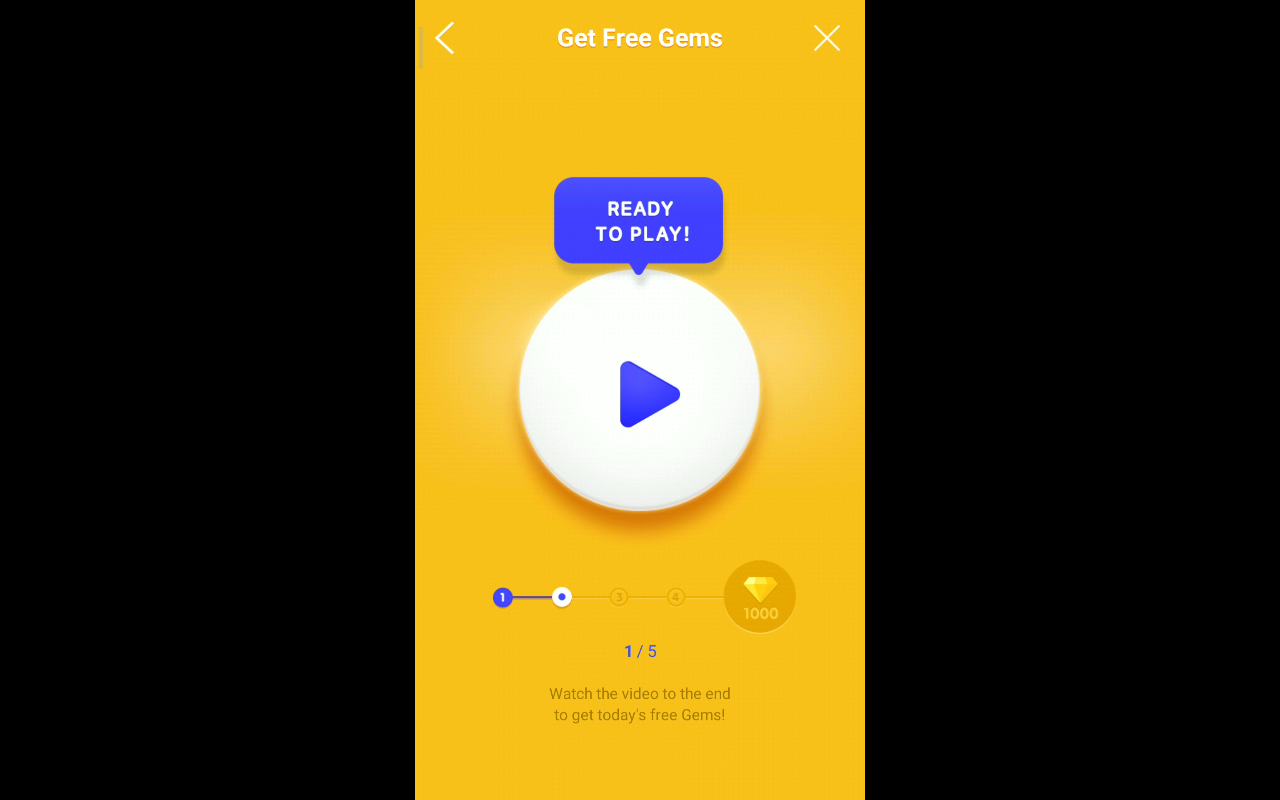 Get Free Gems
READY
TO PLAY!
1
3
4
1000
1 / 5
Watch the video to the end
to get today's free Gems!